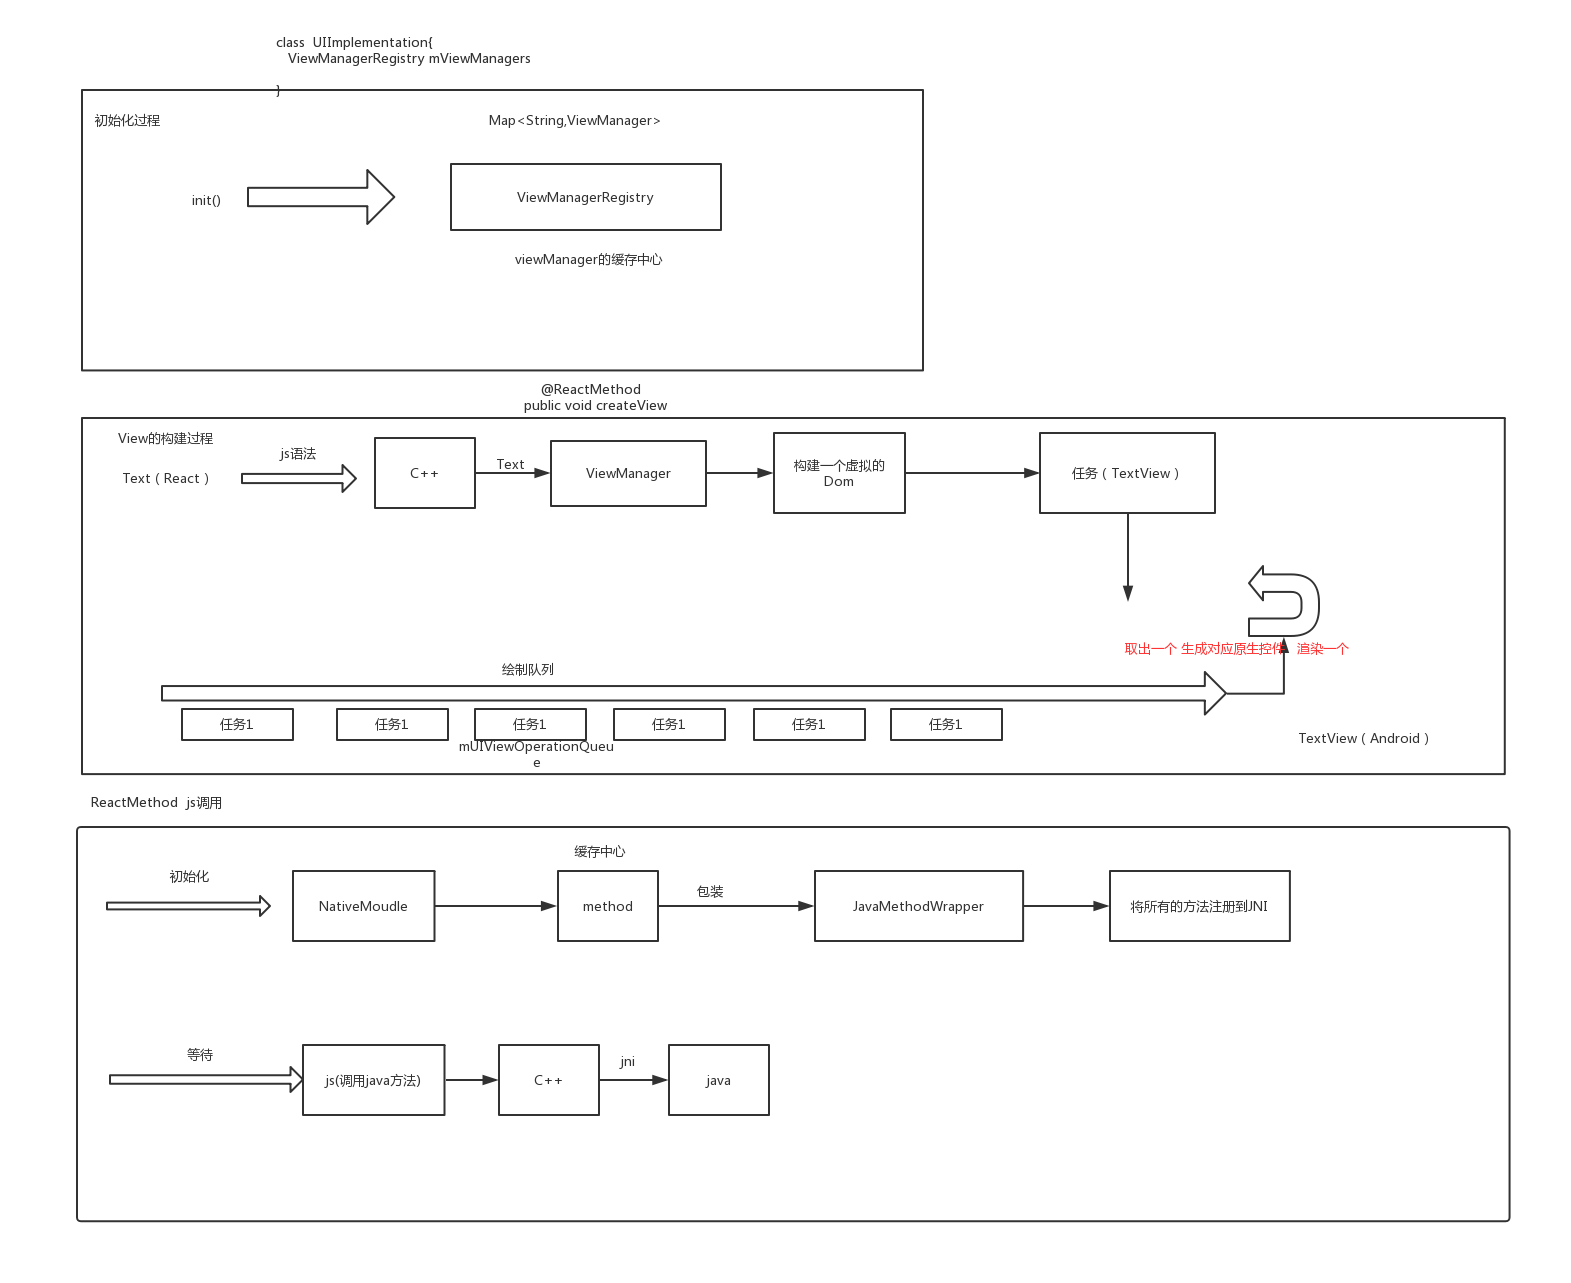 class  UIImplementation{
ViewManagerRegistry mViewManagers
}
初始化过程
Map<String,ViewManager>
init()
ViewManagerRegistry
viewManager的缓存中心
@ReactMethod
public void createView
View的构建过程
Text ( React )
js语法
C++
Text
ViewManager
构建一个虚拟的
Dom
任务 ( TextView )
取出一个 生成对应原生控件   渲染一个
绘制队列
任务1
任务1
任务1
任务1
任务1
任务1
mUIViewOperationQueu
e
TextView ( Android )
ReactMethod  js调用
初始化
NativeMoudle
缓存中心
method
包装
JavaMethodWrapper
将所有的方法注册到JNI
等待
js(调用java方法)
C++
jni
java